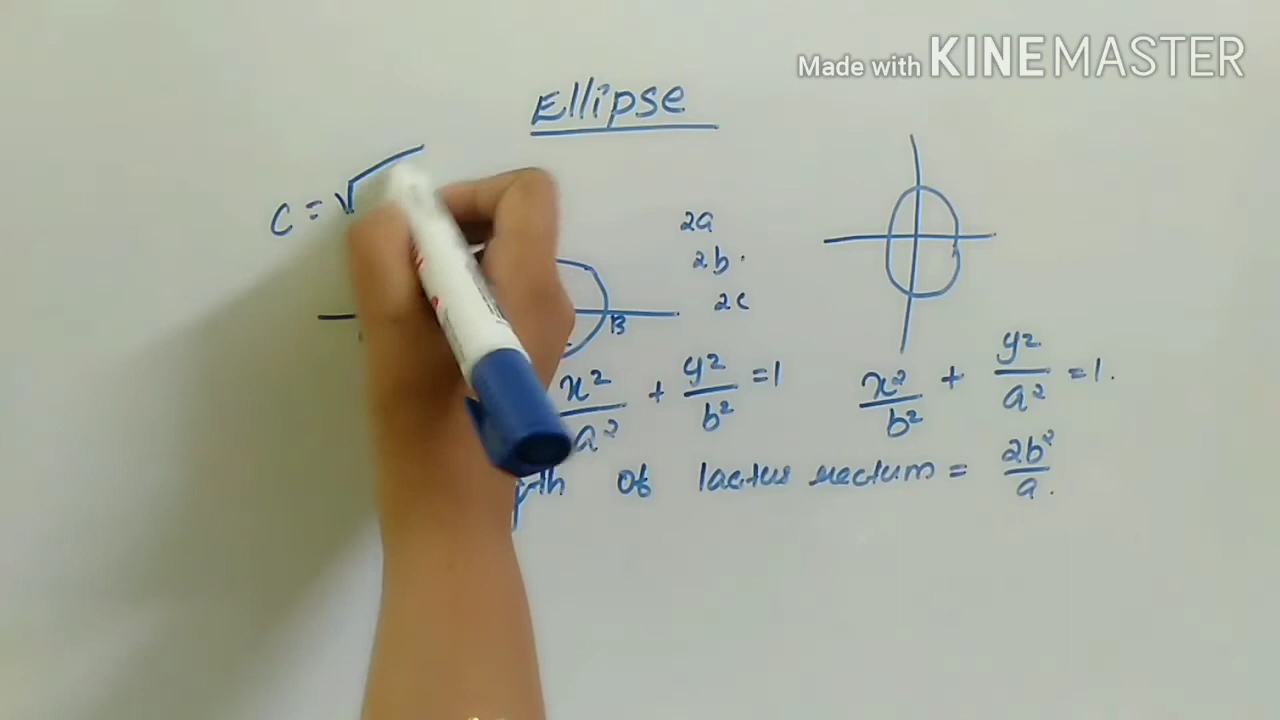 Made with KINEMASTER
Ellipse
C = √
2a
2b
2c
B
x²/a² + y²/b² = 1
x²/b² + y²/a² = 1.
of lactus rectum = 2b²/a.